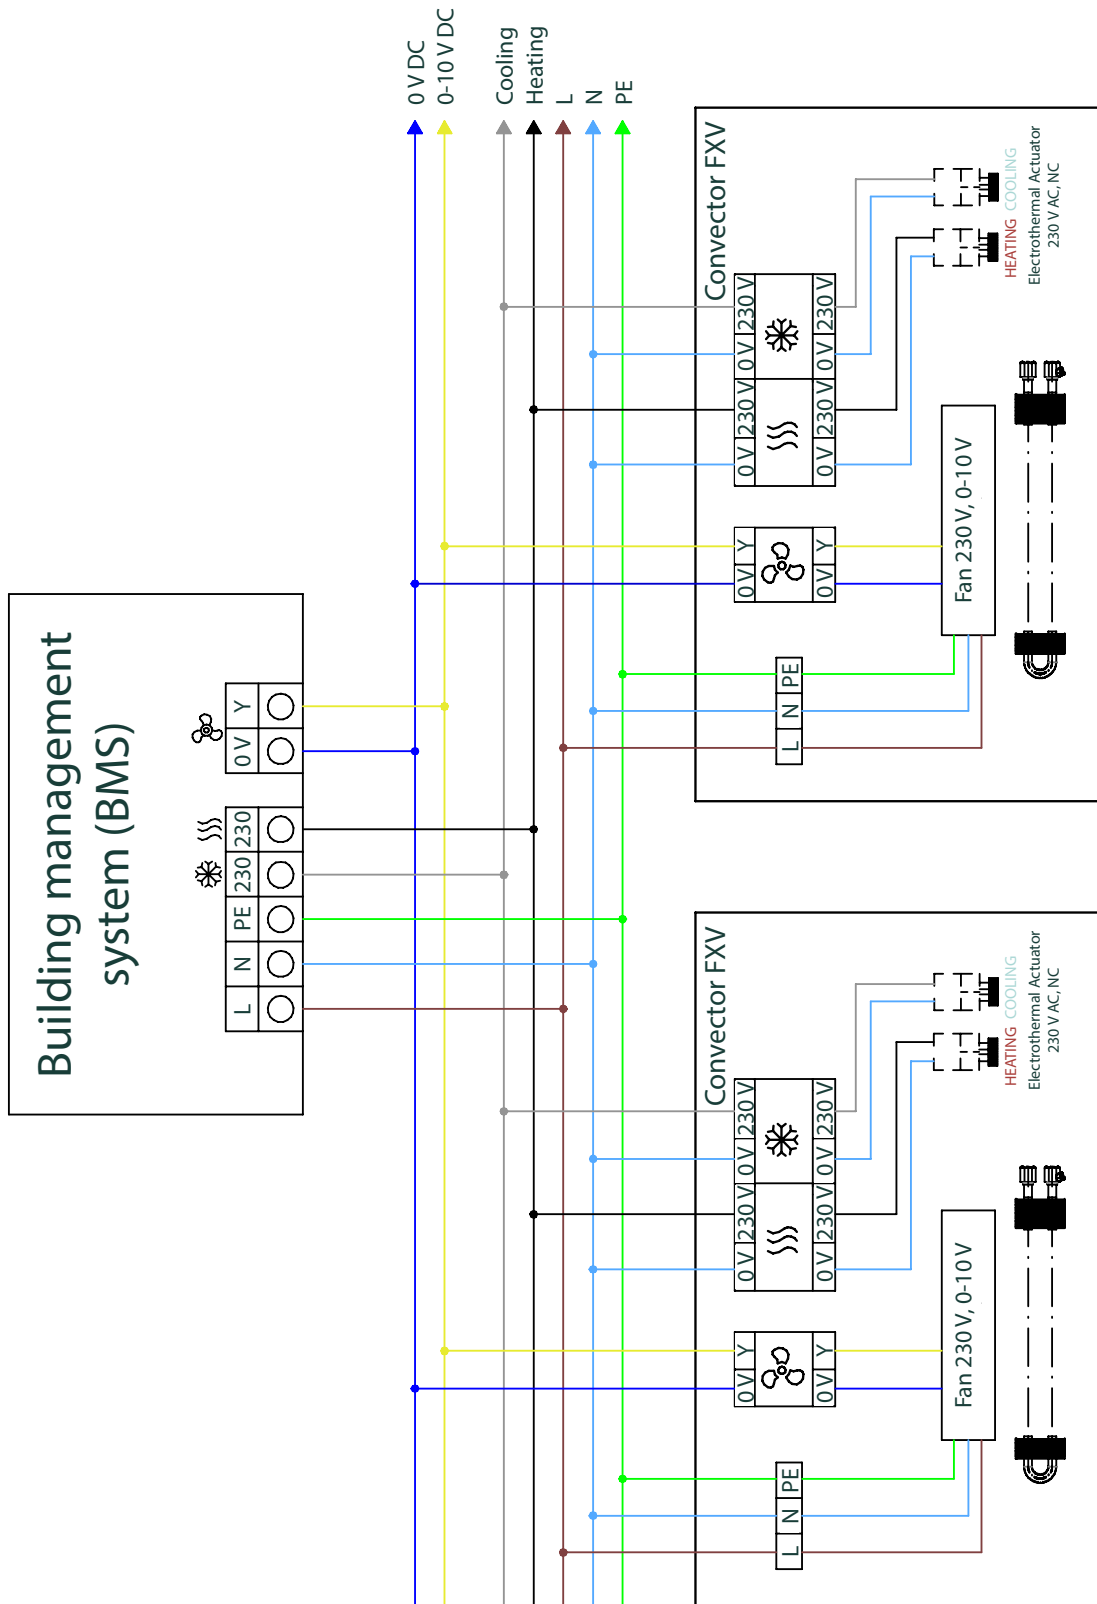 Building management
system (BMS)
L
N
PE
230
230
0 V
Y
0 V DC
0-10 V DC
Cooling
Heating
L
N
PE
Convector FXV
L
N
PE
0 V
Y
0 V
Y
0 V
230 V
0 V
230 V
0 V
230 V
0 V
230 V
Fan 230 V, 0-10 V
HEATING COOLING
Electrothermal Actuator
230 V AC, NC
Convector FXV
L
N
PE
0 V
Y
0 V
Y
0 V
230 V
0 V
230 V
0 V
230 V
0 V
230 V
Fan 230 V, 0-10 V
HEATING COOLING
Electrothermal Actuator
230 V AC, NC